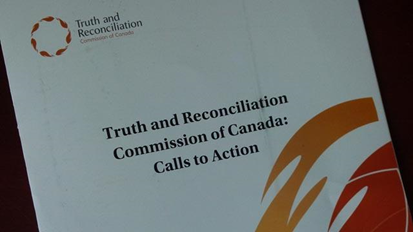 Truth and
Reconciliation
Commission of Canada
Truth and Reconciliation
Commission of Canada:
Calls to Action